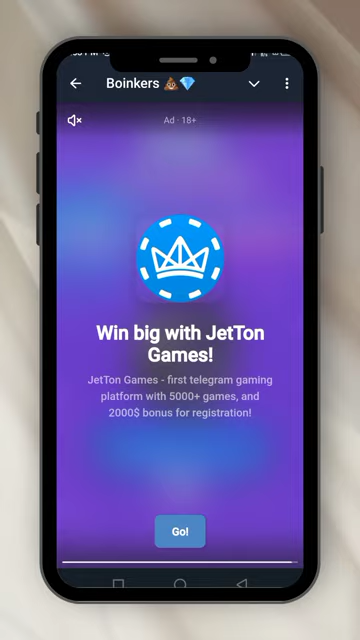 Boinkers 💩💎
Ad · 18+
Win big with JetTon
Games!
JetTon Games - first telegram gaming
platform with 5000+ games, and
2000$ bonus for registration!
Go!